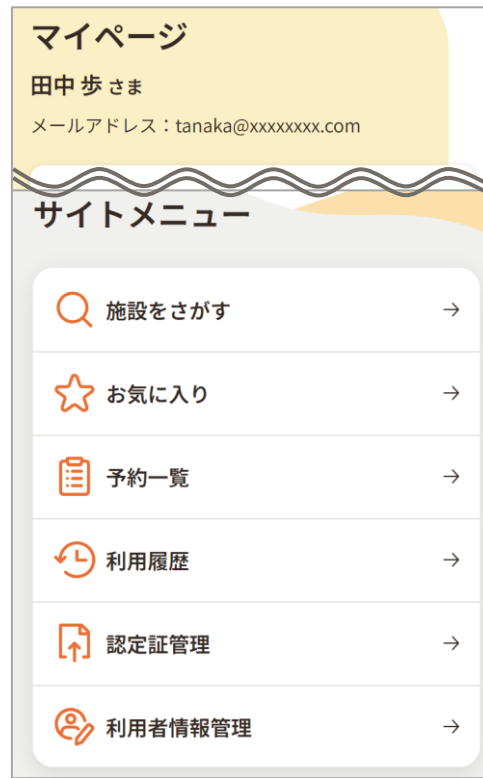 マイページ
田中 歩 さま
メールアドレス：tanaka@xxxxxxxx.com
サイトメニュー
施設をさがす
お気に入り
予約一覧
利用履歴
認定証管理
利用者情報管理